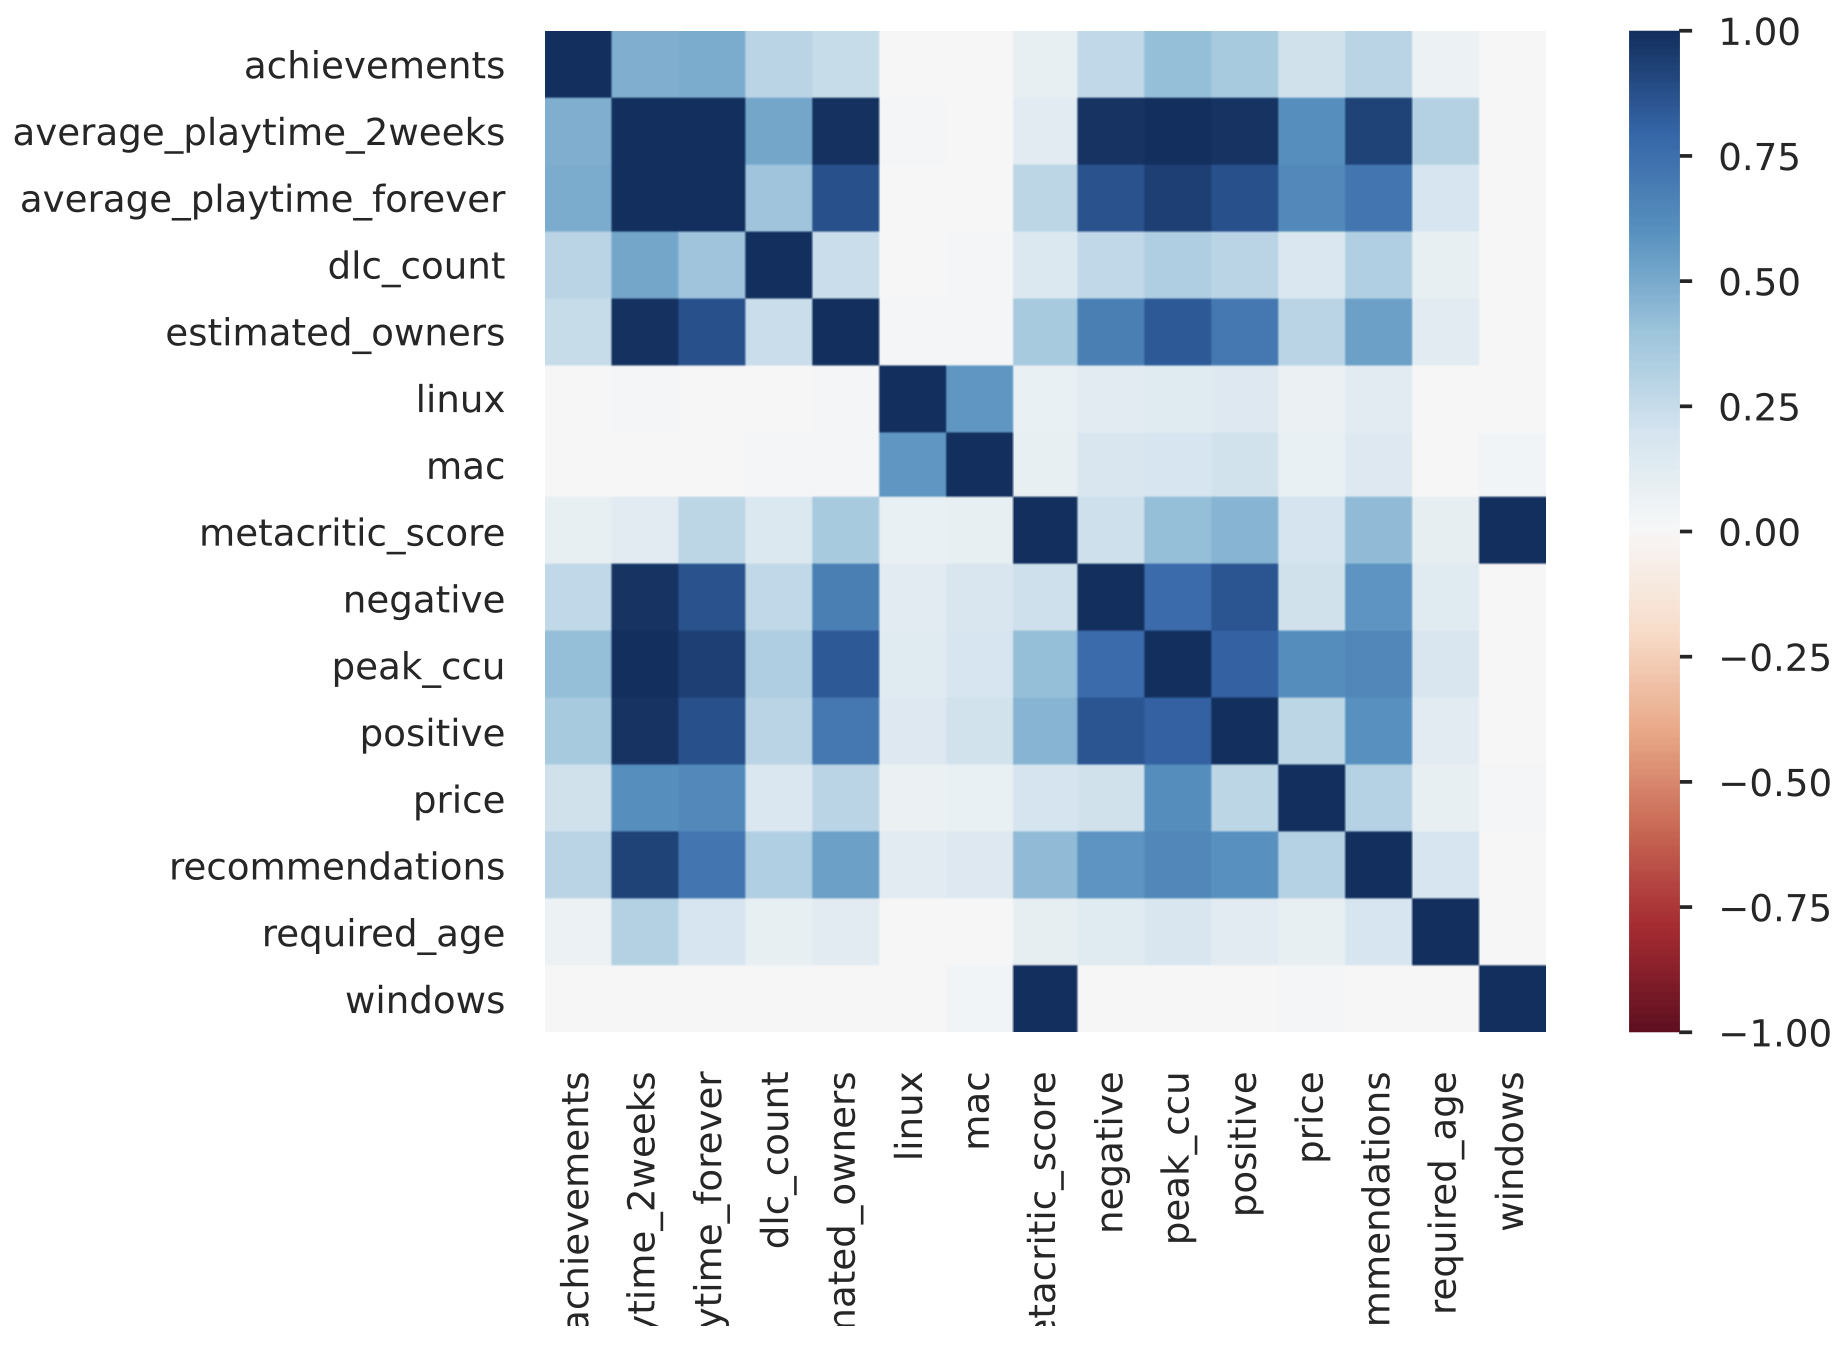 achievements
average_playtime_2weeks
average_playtime_forever
dlc_count
estimated_owners
linux
mac
metacritic_score
negative
peak_ccu
positive
price
recommendations
required_age
windows
achievements
ytime_2weeks
ytime_forever
dlc_count
nated_owners
linux
mac
etacritic_score
negative
peak_ccu
positive
price
mmendations
required_age
windows
1.00
0.75
0.50
0.25
0.00
−0.25
−0.50
−0.75
−1.00